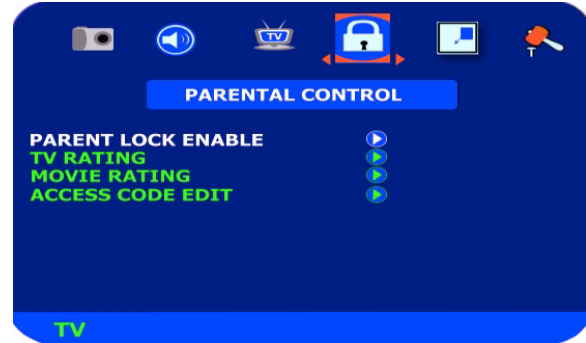 TV
PARENTAL CONTROL
PARENT LOCK ENABLE
TV RATING
MOVIE RATING
ACCESS CODE EDIT
TV